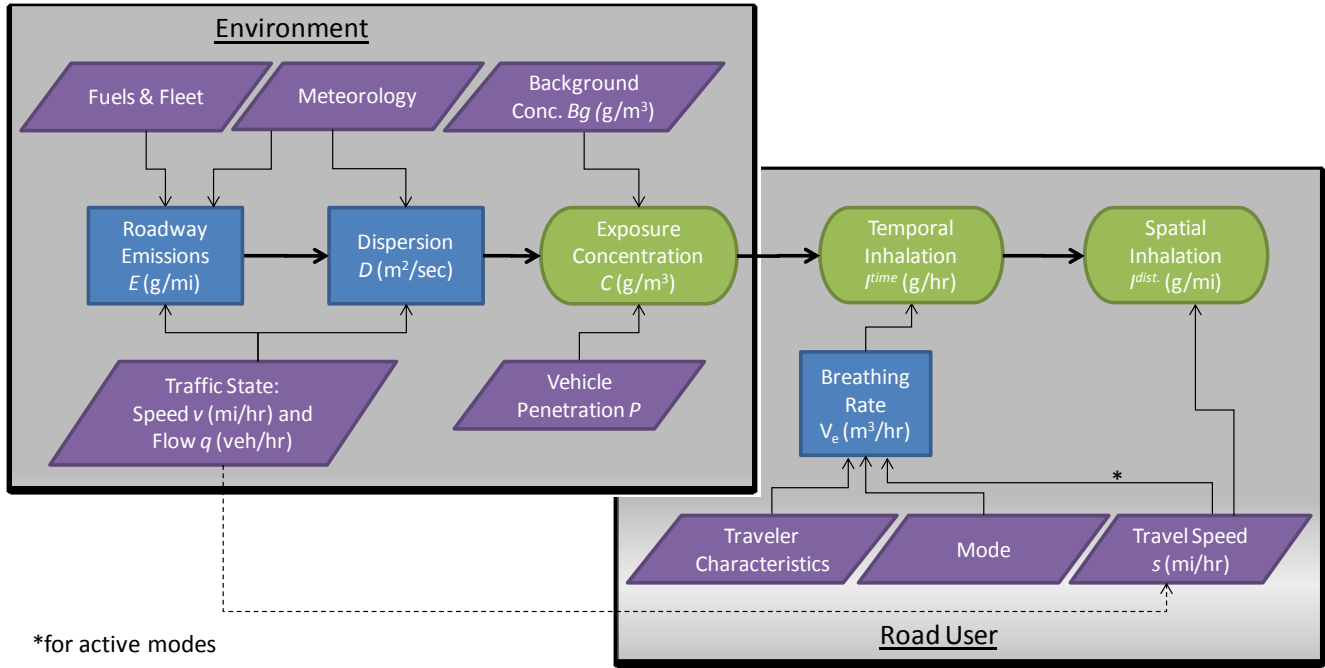 Environment
Fuels & Fleet
Meteorology
Background
Conc. Bg (g/m³)
Roadway
Emissions
E (g/mi)
Dispersion
D (m²/sec)
Exposure
Concentration
C (g/m³)
Temporal
Inhalation
I^time (g/hr)
Spatial
Inhalation
I^dist. (g/mi)
Traffic State:
Speed v (mi/hr) and
Flow q (veh/hr)
Vehicle
Penetration P
Breathing
Rate
Vₑ (m³/hr)
*
Traveler
Characteristics
Mode
Travel Speed
s (mi/hr)
Road User
*for active modes